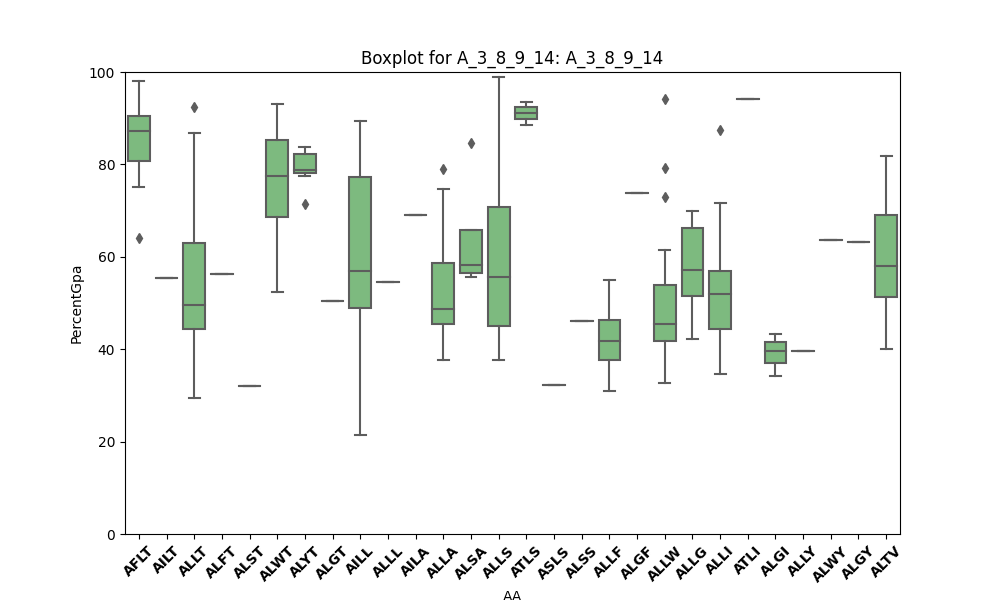 Boxplot for A_3_8_9_14: A_3_8_9_14
PercentGpa
100
80
60
40
20
0
AFLT AILT ALLT ALFT ALST ALWT ALYT ALGT AILL ALLL AILA ALLA ALSA ALLS ATLS ASLS ALSS ALLF ALGF ALLW ALLG ALLI ATLI ALGI ALLY ALWY ALGY ALTV
AA